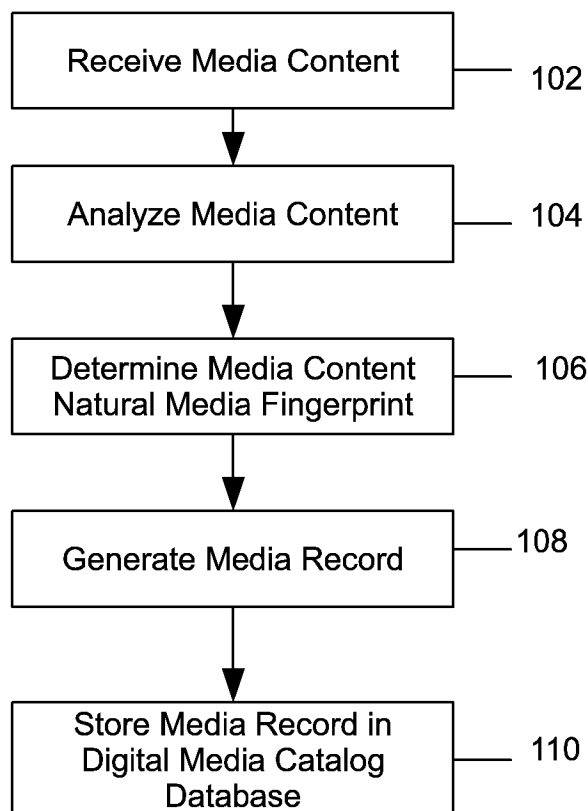 Receive Media Content
102
Analyze Media Content
104
Determine Media Content
Natural Media Fingerprint
106
Generate Media Record
108
Store Media Record in
Digital Media Catalog
Database
110